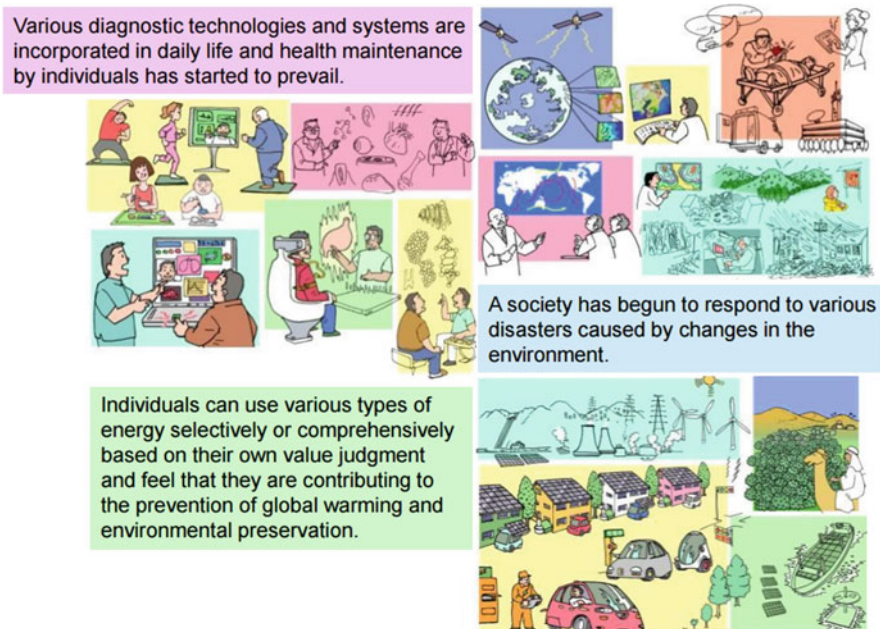 Various diagnostic technologies and systems are
incorporated in daily life and health maintenance
by individuals has started to prevail.
A society has begun to respond to various
disasters caused by changes in the
environment.
Individuals can use various types of
energy selectively or comprehensively
based on their own value judgment
and feel that they are contributing to
the prevention of global warming and
environmental preservation.